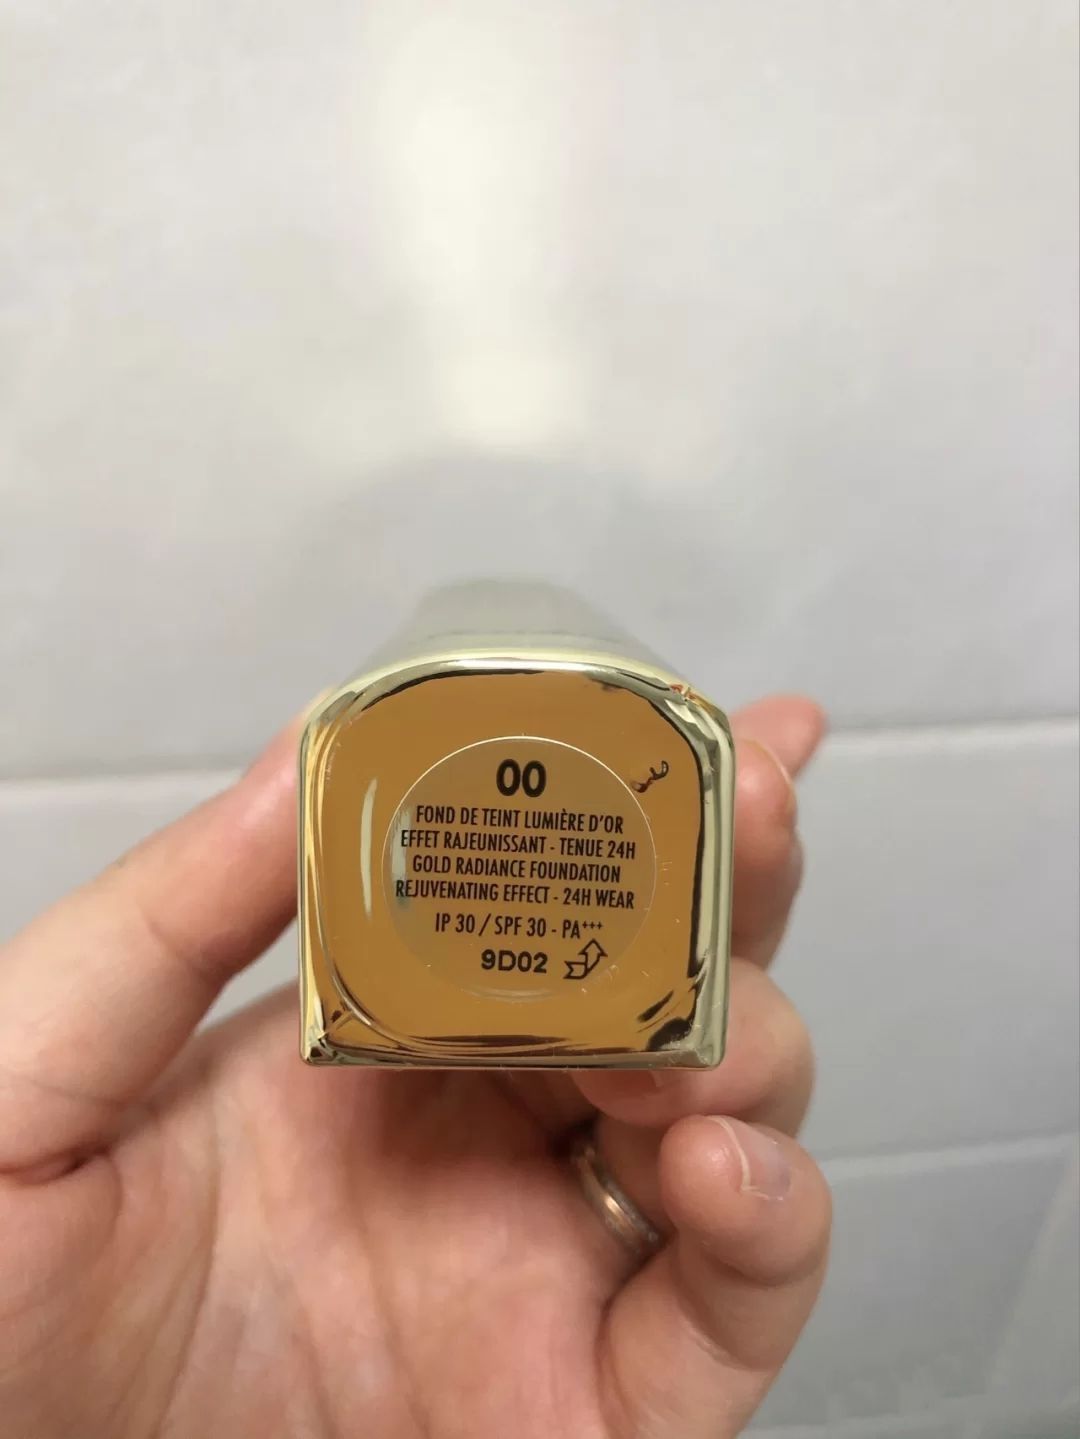 00
FOND DE TEINT LUMIÈRE D'OR
EFFET RAJEUNISSANT - TENUE 24H
GOLD RADIANCE FOUNDATION
REJUVENATING EFFECT - 24H WEAR
IP 30 / SPF 30 - PA+++
9D02